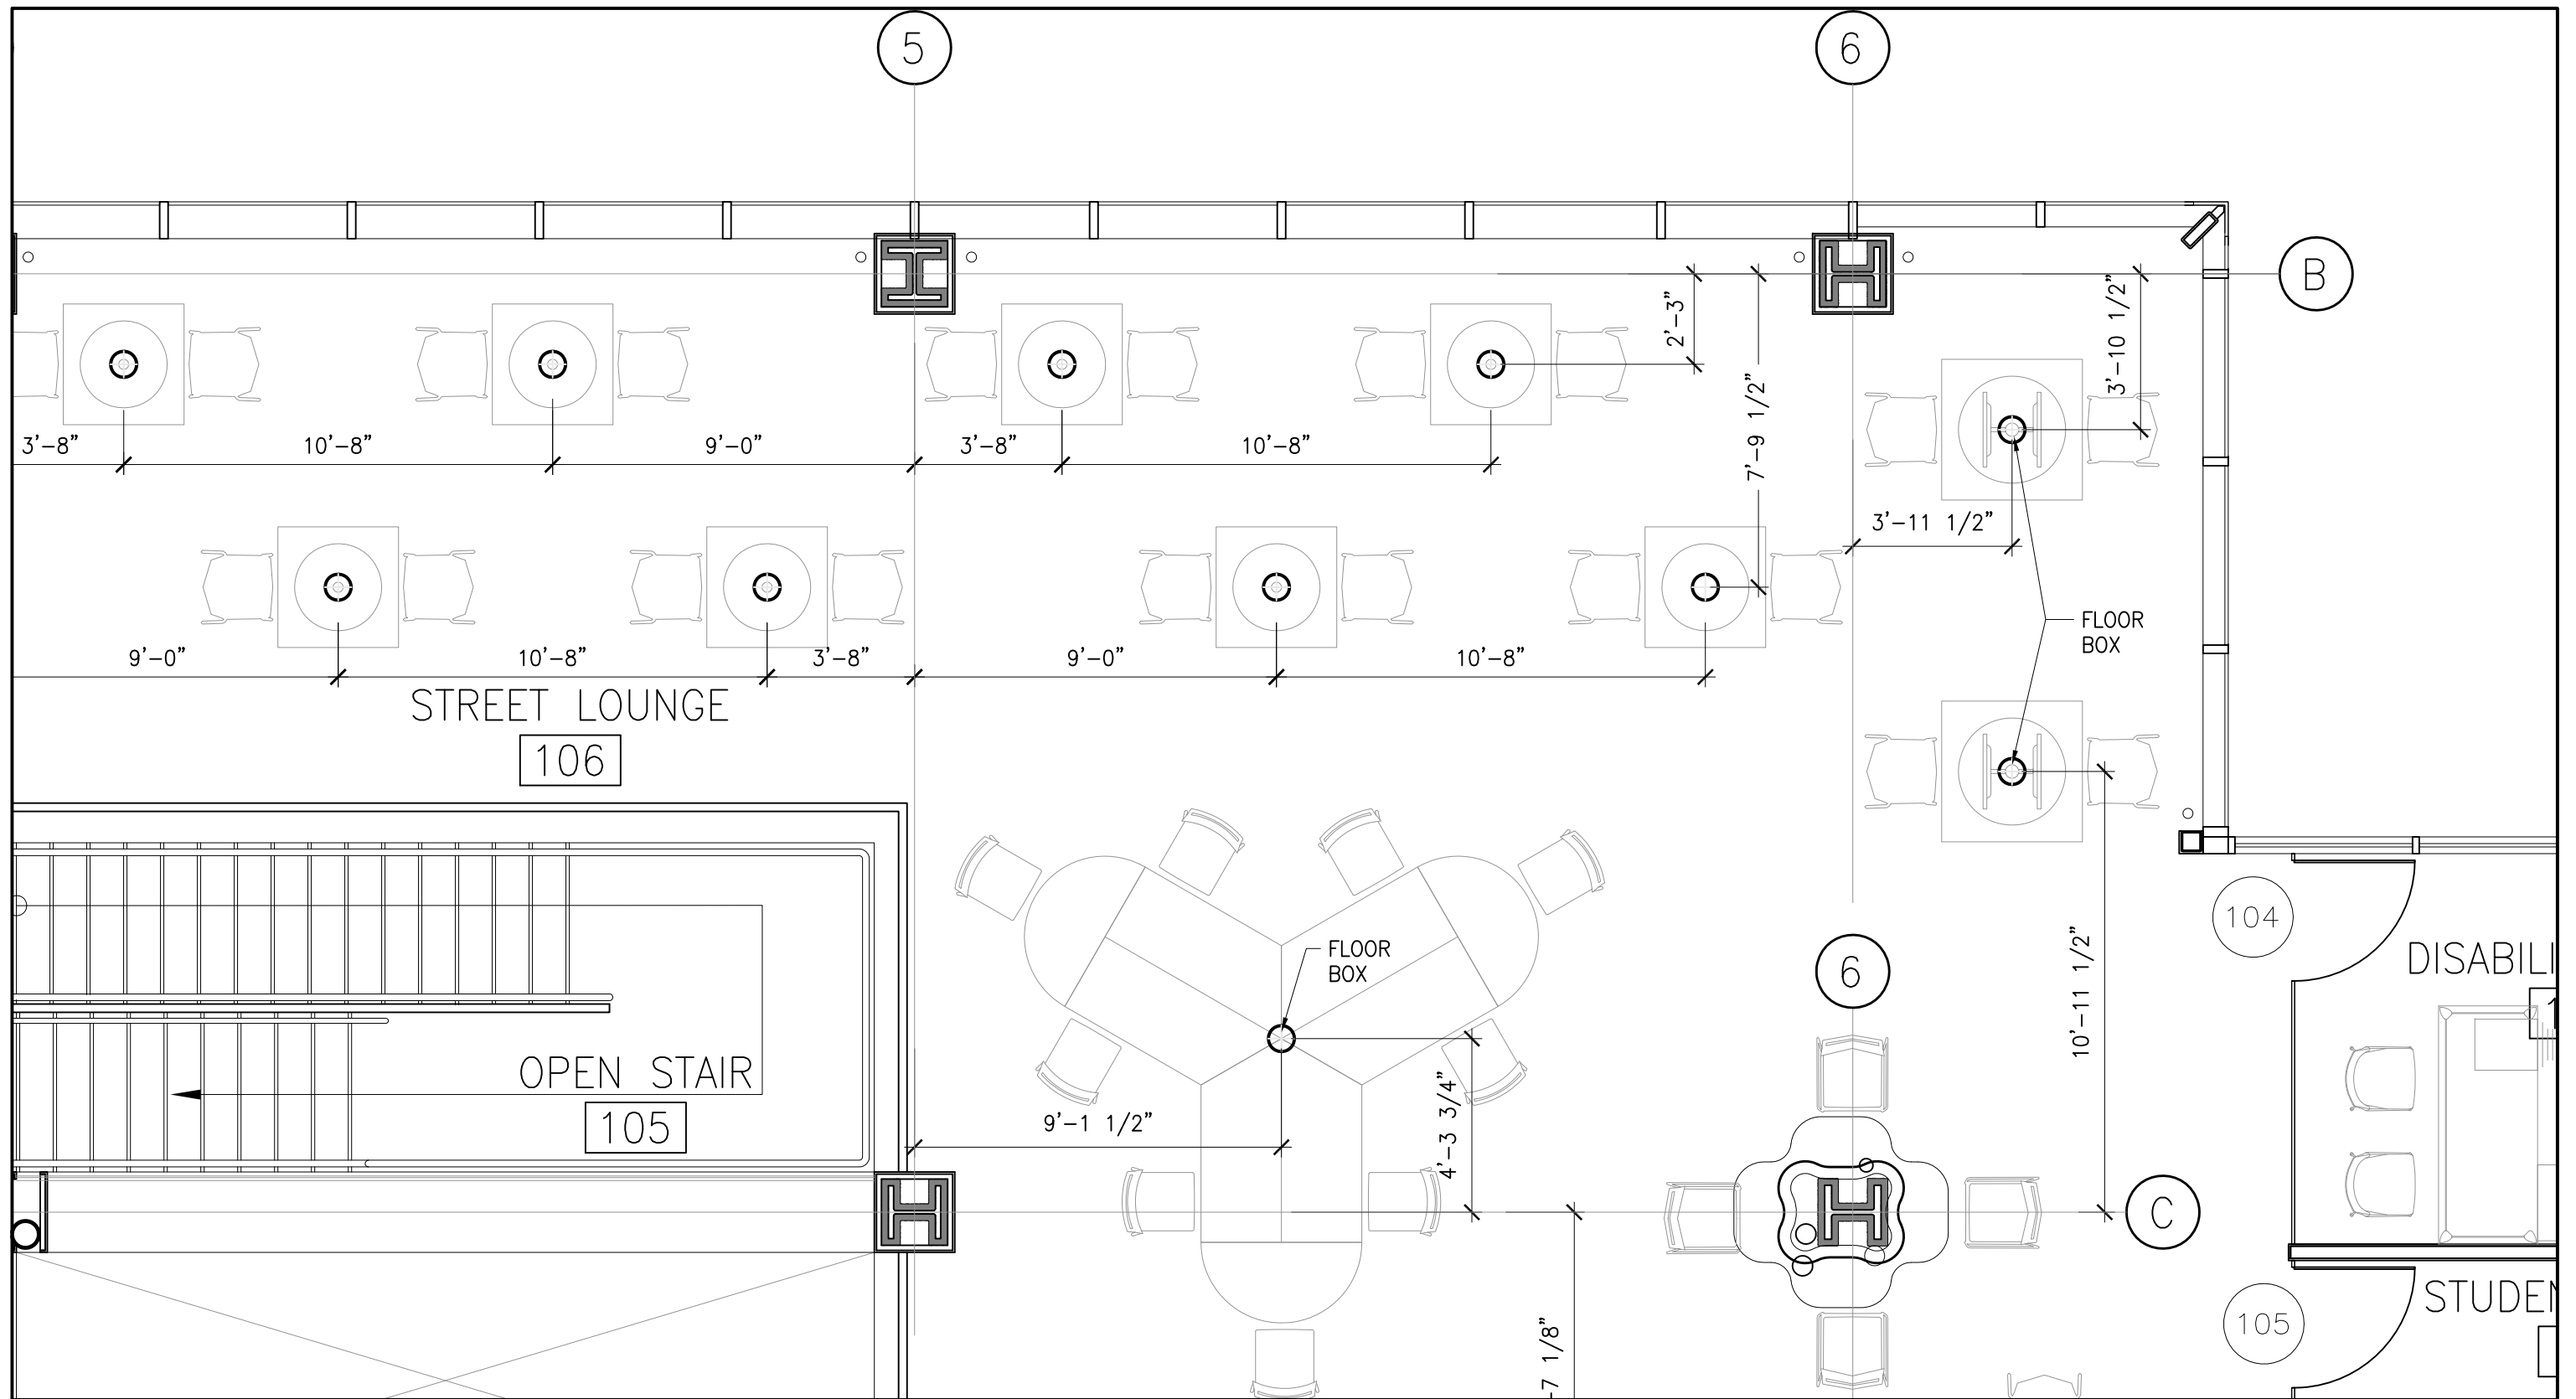 5
6
B
2'-3"
3'-10 1/2"
7'-9 1/2"
3'-8"
10'-8"
9'-0"
3'-8"
10'-8"
3'-11 1/2"
FLOOR
BOX
9'-0"
10'-8"
3'-8"
9'-0"
10'-8"
STREET LOUNGE
106
104
FLOOR
BOX
6
DISABILI
10'-11 1/2"
OPEN STAIR
105
9'-1 1/2"
4'-3 3/4"
C
STUDEN
105
-7 1/8"